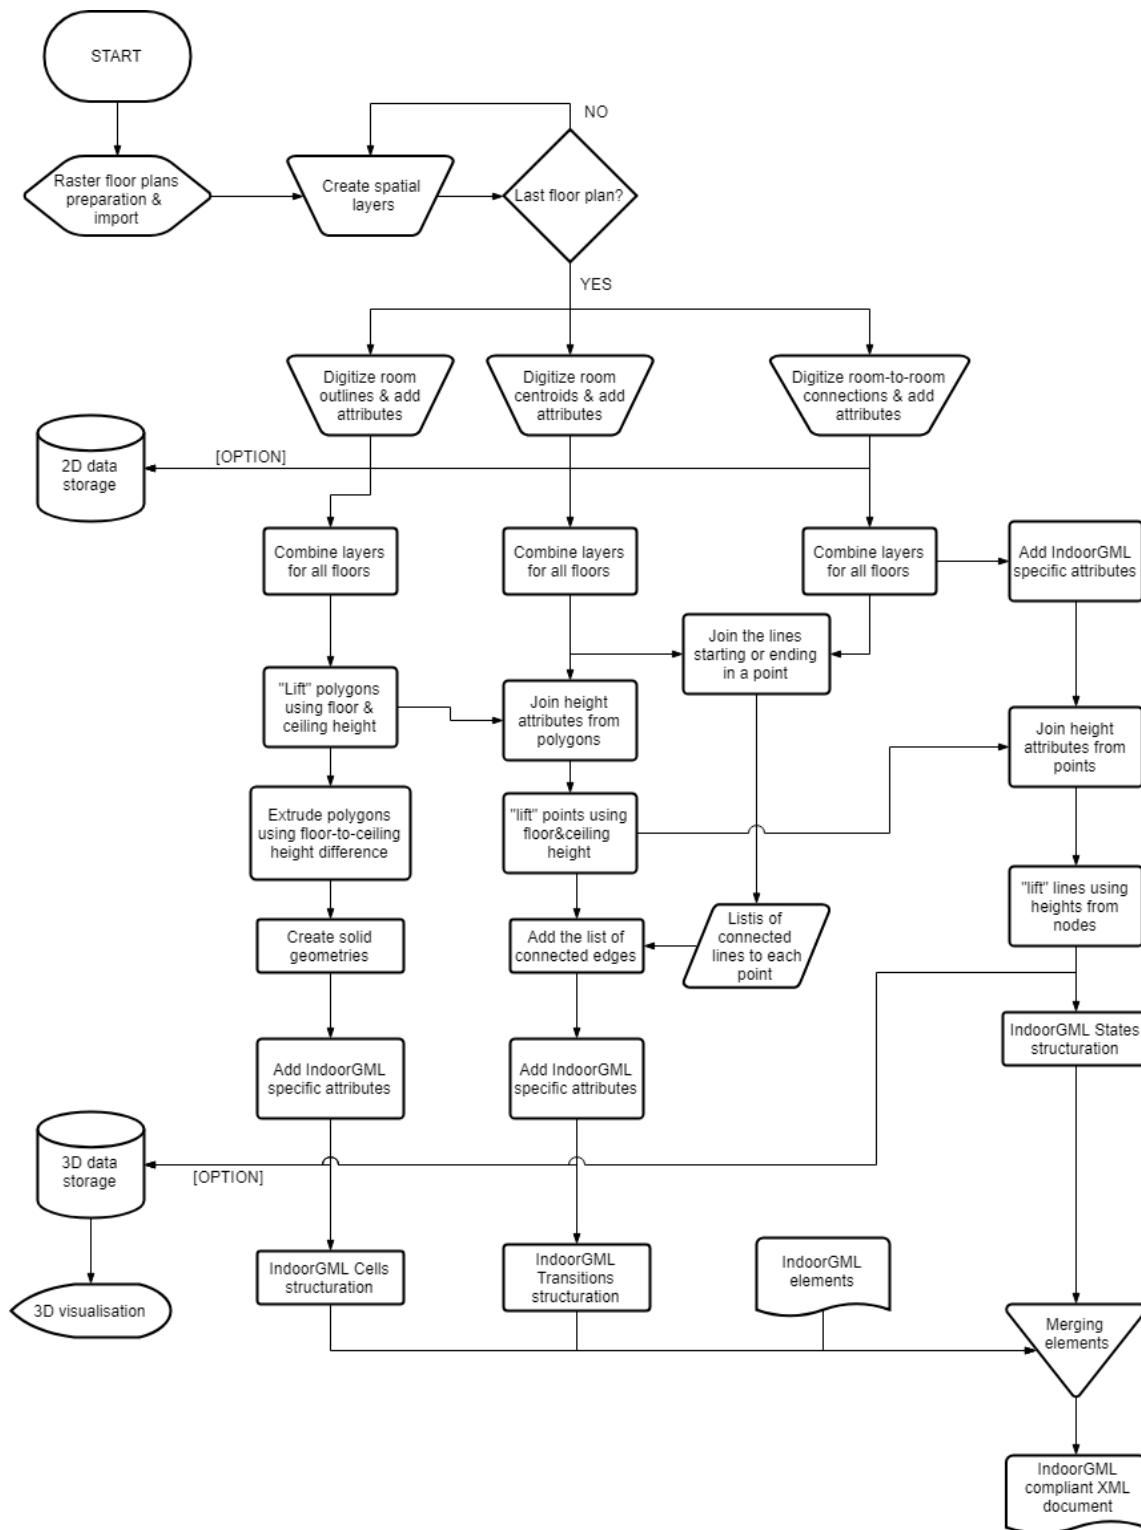 START
NO
Raster floor plans
preparation &
import
Create spatial
layers
Last floor plan?
YES
Digitize room
outlines & add
attributes
Digitize room
centroids & add
attributes
Digitize room-to-room
connections & add
attributes
[OPTION]
2D data
storage
Combine layers
for all floors
Combine layers
for all floors
Combine layers
for all floors
Add IndoorGML
specific attributes
Join the lines
starting or ending
in a point
"Lift" polygons
using floor &
ceiling height
Join height
attributes from
polygons
Join height
attributes from
points
Extrude polygons
using floor-to-ceiling
height difference
"lift" points using
floor&ceiling
height
"lift" lines using
heights from
nodes
Create solid
geometries
Add the list of
connected edges
Listis of
connected
lines to each
point
IndoorGML States
structuration
Add IndoorGML
specific attributes
Add IndoorGML
specific attributes
3D data
storage
[OPTION]
IndoorGML Cells
structuration
IndoorGML
Transitions
structuration
IndoorGML
elements
3D visualisation
Merging
elements
IndoorGML
compliant XML
document